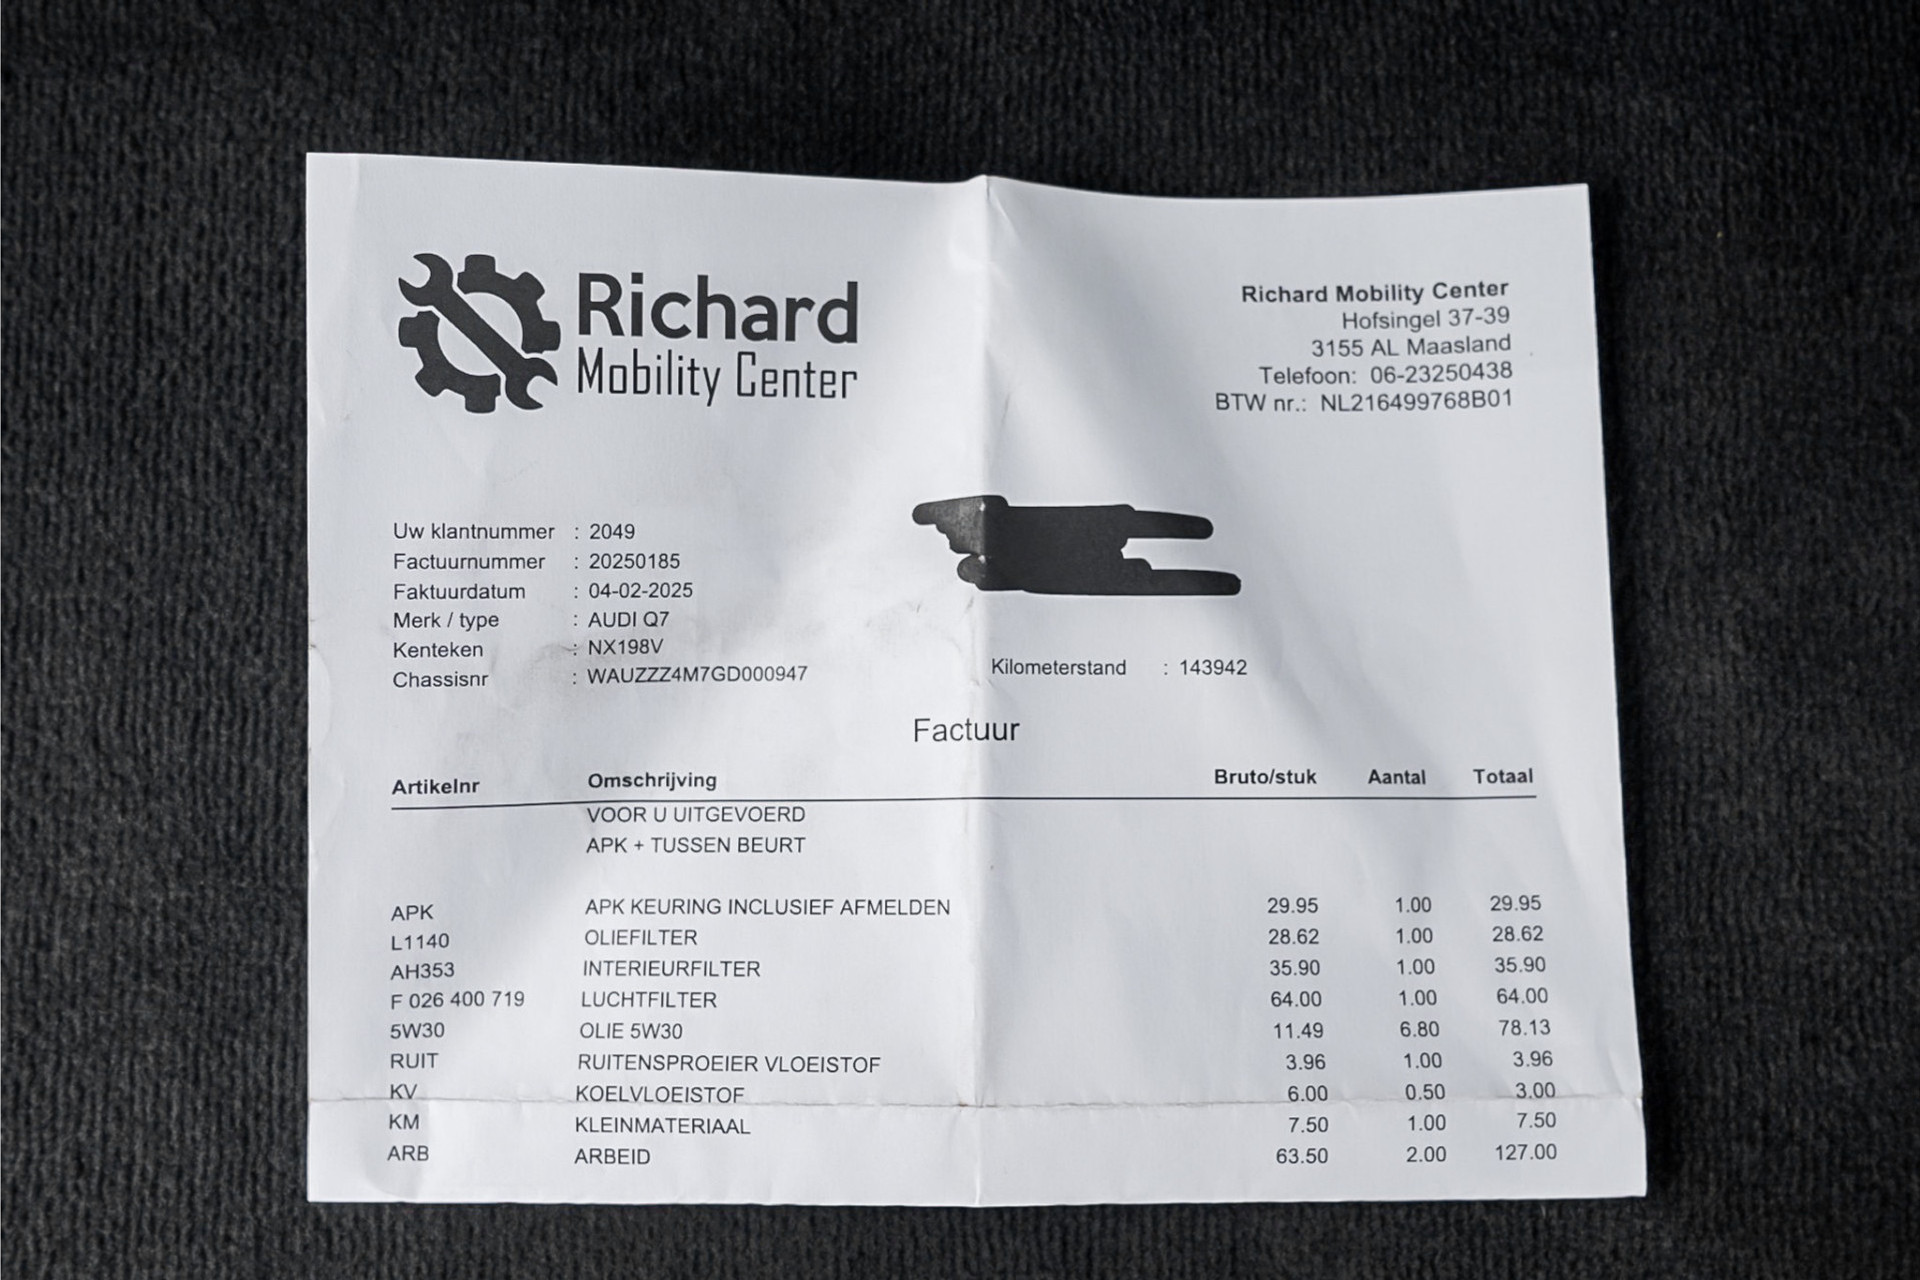 Richard
Mobility Center
Richard Mobility Center
Hofsingel 37-39
3155 AL Maasland
Telefoon: 06-23250438
BTW nr.: NL216499768B01
Uw klantnummer : 2049
Factuurnummer : 20250185
Faktuurdatum : 04-02-2025
Merk / type : AUDI Q7
Kenteken : NX198V
Chassisnr : WAUZZZ4M7GD000947
Kilometerstand : 143942
Factuur
Artikelnr Omschrijving Bruto/stuk Aantal Totaal
VOOR U UITGEVOERD
APK + TUSSEN BEURT
APK APK KEURING INCLUSIEF AFMELDEN 29.95 1.00 29.95
L1140 OLIEFILTER 28.62 1.00 28.62
AH353 INTERIEURFILTER 35.90 1.00 35.90
F 026 400 719 LUCHTFILTER 64.00 1.00 64.00
5W30 OLIE 5W30 11.49 6.80 78.13
RUIT RUITENSPROEIER VLOEISTOF 3.96 1.00 3.96
KV KOELVLOEISTOF 6.00 0.50 3.00
KM KLEINMATERIAAL 7.50 1.00 7.50
ARB ARBEID 63.50 2.00 127.00